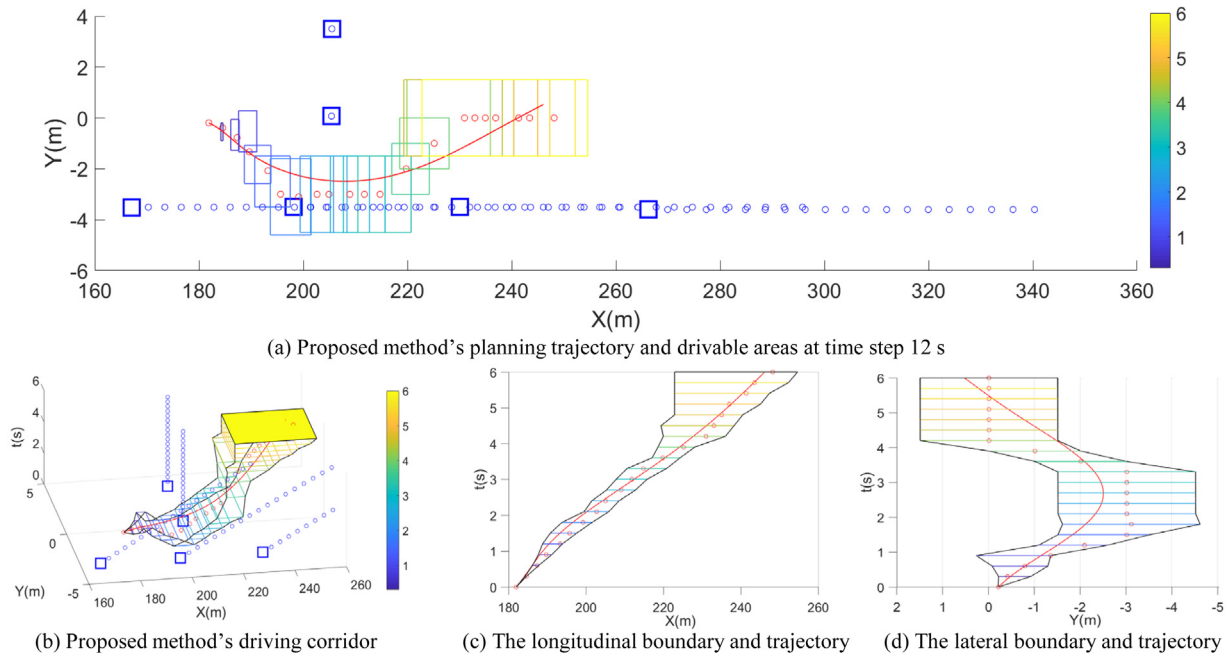 4
2
0
-2
-4
-6
Y(m)
160 180 200 220 240 260 280 300 320 340 360
X(m)
6
5
4
3
2
1
(a) Proposed method's planning trajectory and drivable areas at time step 12 s
6
4
2
0
t(s)
5
0
-5
Y(m)
160 180 200 220 240 260
X(m)
6
5
4
3
2
1
(b) Proposed method's driving corridor
6
5
4
3
2
1
0
t(s)
180 200 220 240 260
X(m)
(c) The longitudinal boundary and trajectory
6
5
4
3
2
1
0
t(s)
2 1 0 -1 -2 -3 -4 -5
Y(m)
(d) The lateral boundary and trajectory